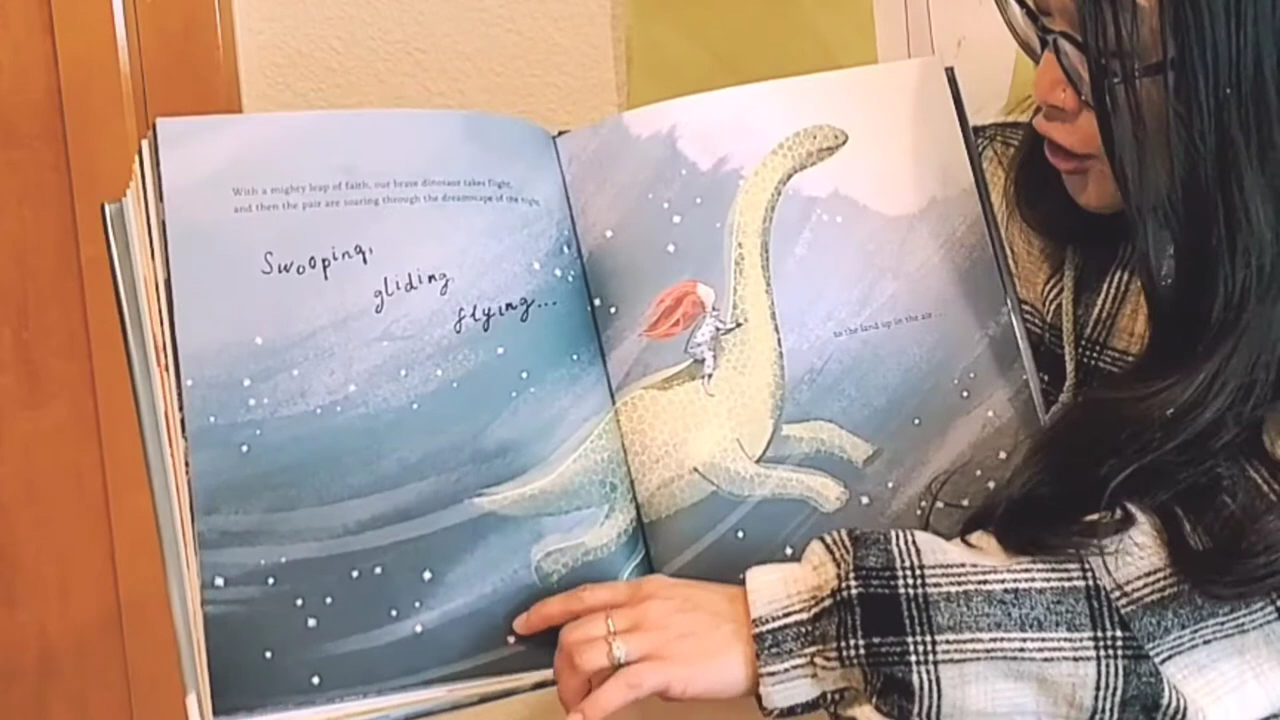 With a mighty leap of faith, our brave dinosaur takes flight,
and then the pair are soaring through the dreamscape of the night,
Swooping,
gliding
flying...
to the land up in the air...